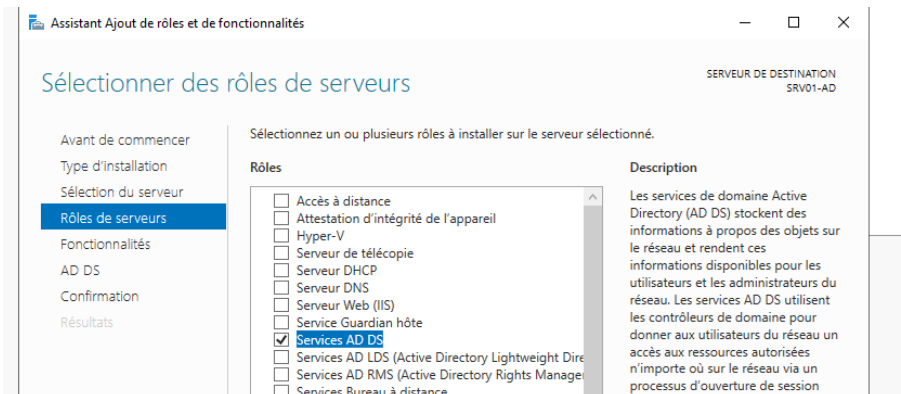 Assistant Ajout de rôles et de fonctionnalités
Sélectionner des rôles de serveurs
SERVEUR DE DESTINATION
SRV01-AD
Avant de commencer
Type d'installation
Sélection du serveur
Rôles de serveurs
Fonctionnalités
AD DS
Confirmation
Résultats
Sélectionnez un ou plusieurs rôles à installer sur le serveur sélectionné.
Rôles
Accès à distance
Attestation d'intégrité de l'appareil
Hyper-V
Serveur de télécopie
Serveur DHCP
Serveur DNS
Serveur Web (IIS)
Service Guardian hôte
Services AD DS
Services AD LDS (Active Directory Lightweight Dire
Services AD RMS (Active Directory Rights Manager
Services Bureau à distance
Description
Les services de domaine Active
Directory (AD DS) stockent des
informations à propos des objets sur
le réseau et rendent ces
informations disponibles pour les
utilisateurs et les administrateurs du
réseau. Les services AD DS utilisent
les contrôleurs de domaine pour
donner aux utilisateurs du réseau un
accès aux ressources autorisées
n'importe où sur le réseau via un
processus d'ouverture de session